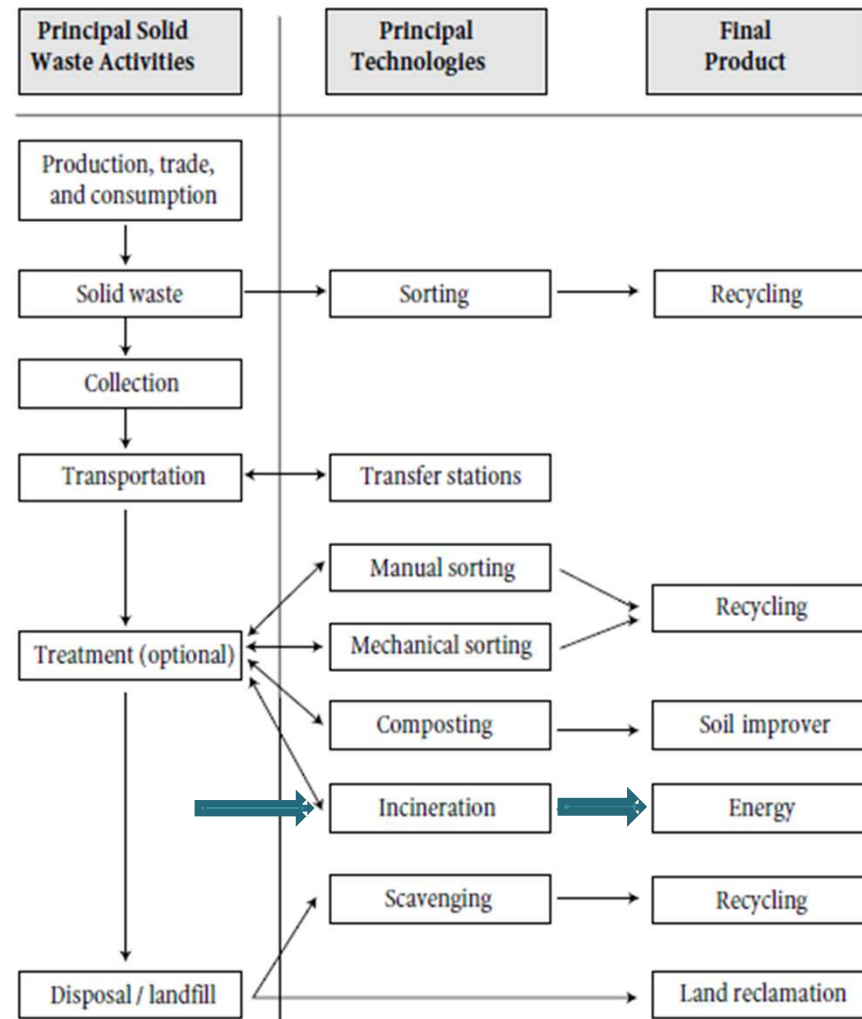 Principal Solid
Waste Activities
Principal
Technologies
Final
Product
Production, trade,
and consumption
Solid waste
Sorting
Recycling
Collection
Transportation
Transfer stations
Manual sorting
Recycling
Treatment (optional)
Mechanical sorting
Composting
Soil improver
Incineration
Energy
Scavenging
Recycling
Disposal / landfill
Land reclamation